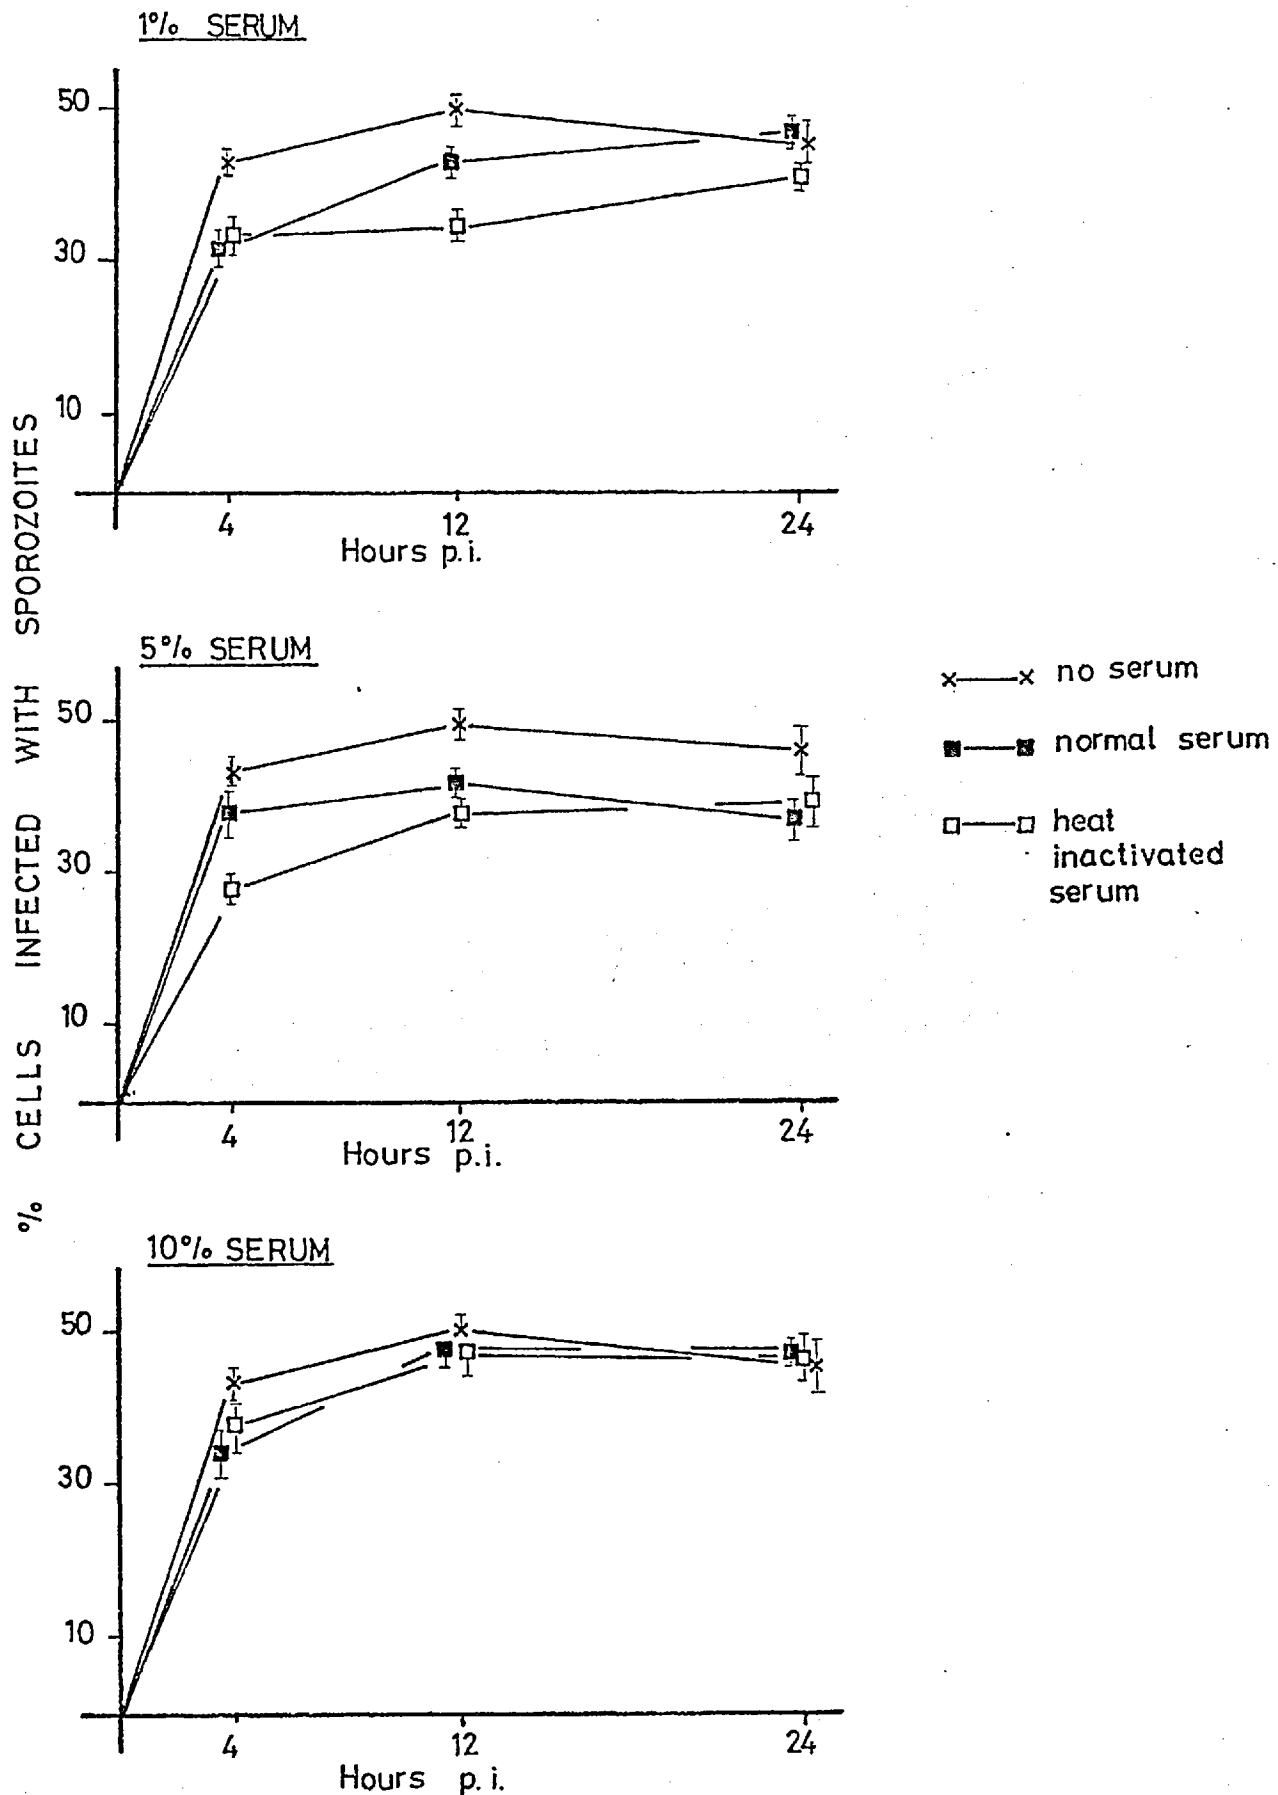 1% SERUM
50
30
10
4 12 24
Hours p.i.
5% SERUM
50
30
10
4 12 24
Hours p.i.
10% SERUM
50
30
10
4 12 24
Hours p.i.
% CELLS INFECTED WITH SPOROZOITES
no serum
normal serum
heat
inactivated
serum